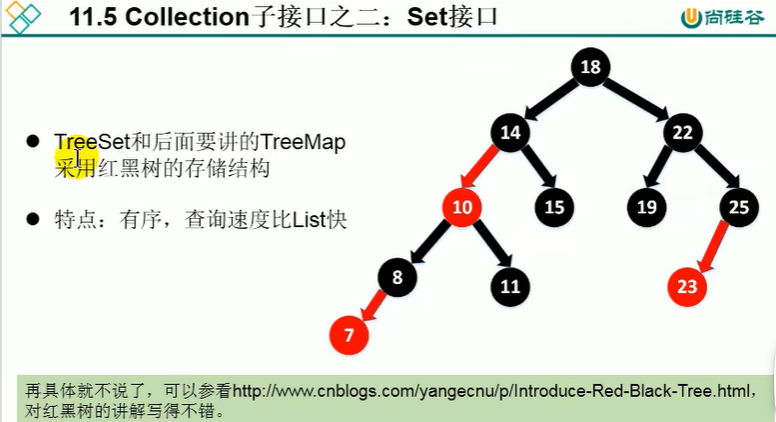 11.5 Collection子接口之二：Set接口
尚硅谷
TreeSet和后面要讲的TreeMap
采用红黑树的存储结构
特点：有序，查询速度比List快
18
14
22
10
15
19
25
8
11
23
7
再具体就不说了，可以参看http://www.cnblogs.com/yangecnu/p/Introduce-Red-Black-Tree.html，
对红黑树的讲解写得不错。